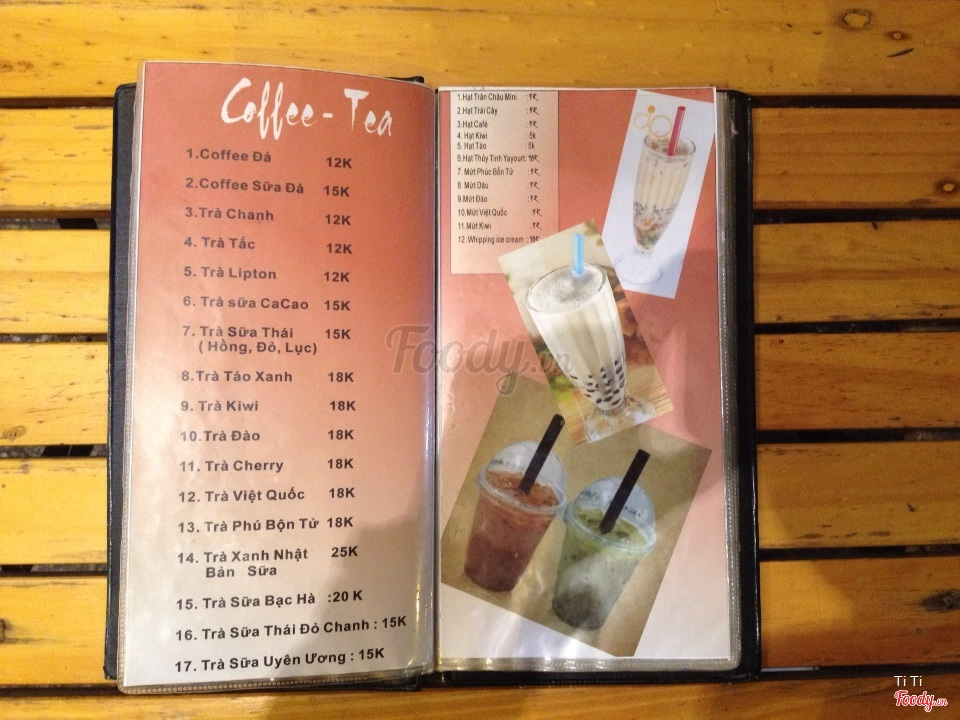 Coffee - Tea
1.Coffee Đá 12K
2.Coffee Sữa Đá 15K
3.Trà Chanh 12K
4. Trà Tắc 12K
5. Trà Lipton 12K
6. Trà sữa CaCao 15K
7. Trà Sữa Thái 15K
( Hồng, Đỏ, Lục)
8.Trà Táo Xanh 18K
9. Trà Kiwi 18K
10.Trà Đào 18K
11. Trà Cherry 18K
12. Trà Việt Quốc 18K
13. Trà Phú Bộn Tử 18K
14. Trà Xanh Nhật 25K
Bản Sữa
15. Trà Sữa Bạc Hà :20 K
16. Trà Sữa Thái Đỏ Chanh : 15K
17. Trà Sữa Uyên Ương : 15K
1.Hạt Trân Châu Mini :
2.Hạt Trái Cây :
3.Hạt Café :
4. Hạt Kiwi : 5k
5. Hạt Táo : 5k
6.Hạt Thủy Tinh Yayourt:
7. Mứt Phúc Bồn Tử :
8. Mứt Dâu :
9.Mứt Đào :
10.Mứt Việt Quốc :
11.Mứt Kiwi :
12. Whipping ice cream :
Foody.vn
Ti Ti
Foody.vn